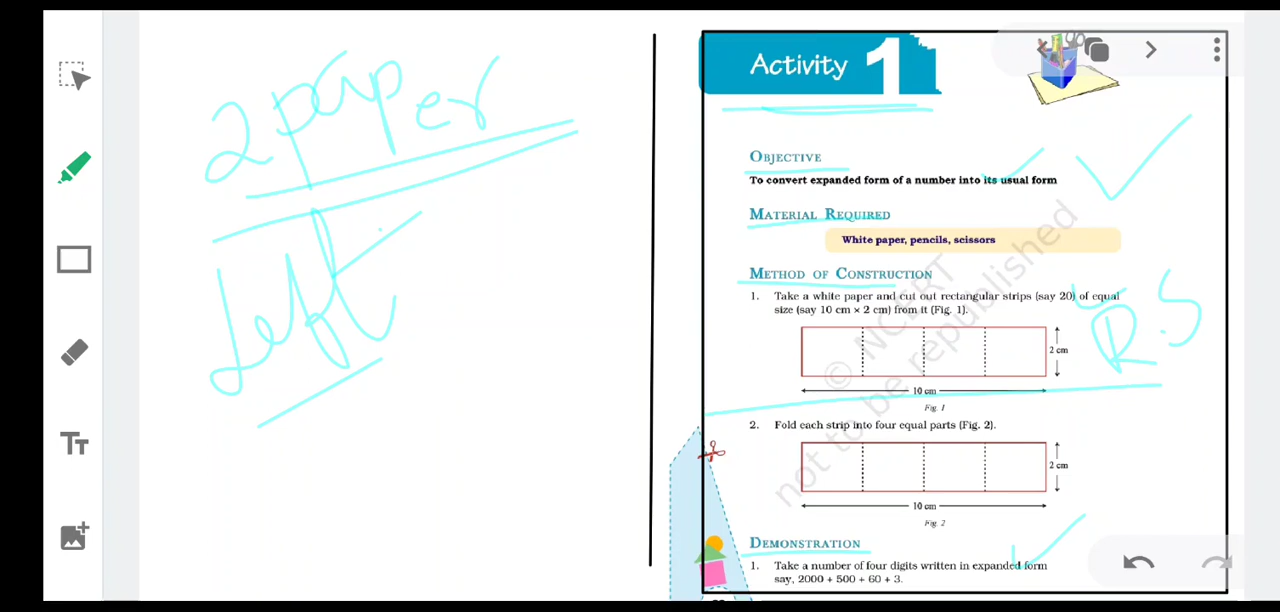 2 paper
Left
Activity 1
OBJECTIVE
To convert expanded form of a number into its usual form
MATERIAL REQUIRED
White paper, pencils, scissors
METHOD OF CONSTRUCTION
1. Take a white paper and cut out rectangular strips (say 20) of equal
size (say 10 cm × 2 cm) from it (Fig. 1).
R.S
2 cm
10 cm
Fig. 1
2. Fold each strip into four equal parts (Fig. 2).
2 cm
10 cm
Fig. 2
DEMONSTRATION
1. Take a number of four digits written in expanded form
say, 2000 + 500 + 60 + 3.
© NCERT
not to be republished
TT